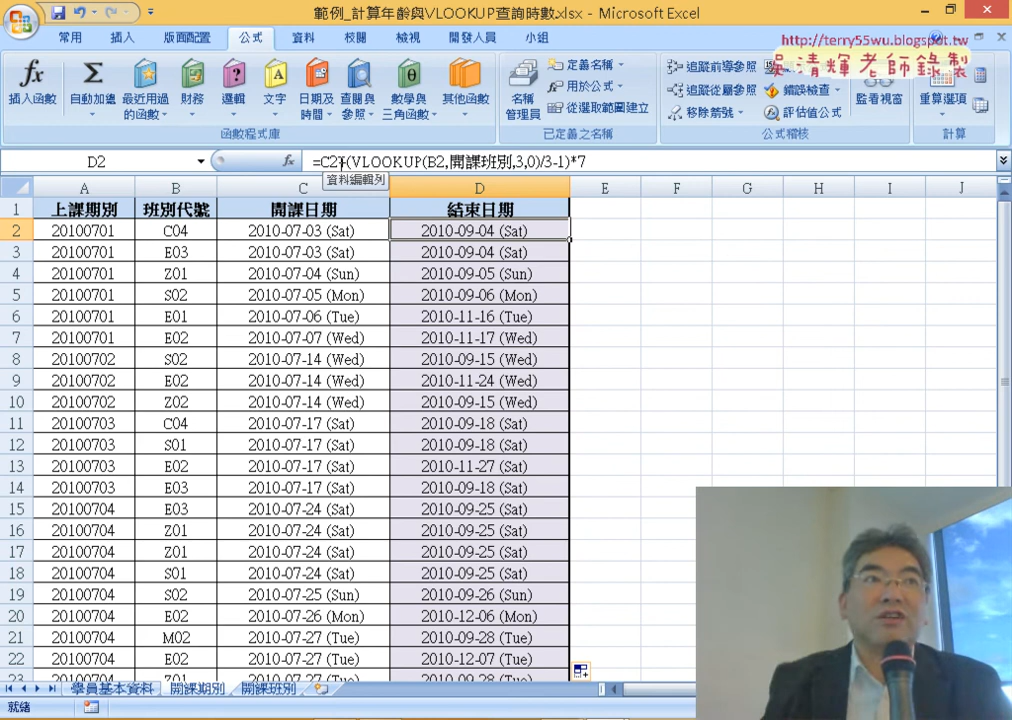 範例_計算年齡與VLOOKUP查詢時數.xlsx - Microsoft Excel
常用 插入 版面配置 公式 資料 校閱 檢視 開發人員 小組
http://terry55wu.blogspot.tw
吳清輝老師錄製
插入函數 自動加總 最近用過的函數 財務 邏輯 文字 日期及時間 查閱與參照 數學與三角函數 其他函數
函數程式庫
名稱管理員 定義名稱 用於公式 從選取範圍建立
已定義之名稱
追蹤前導參照 追蹤從屬參照 移除箭號 錯誤檢查 評估值公式 監看視窗
公式稽核
重算選項
計算
D2 fx =C2+(VLOOKUP(B2,開課班別,3,0)/3-1)*7
資料編輯列
A B C D E F G H I J
1 上課期別 班別代號 開課日期 結束日期
2 20100701 C04 2010-07-03 (Sat) 2010-09-04 (Sat)
3 20100701 E03 2010-07-03 (Sat) 2010-09-04 (Sat)
4 20100701 Z01 2010-07-04 (Sun) 2010-09-05 (Sun)
5 20100701 S02 2010-07-05 (Mon) 2010-09-06 (Mon)
6 20100701 E01 2010-07-06 (Tue) 2010-11-16 (Tue)
7 20100701 E02 2010-07-07 (Wed) 2010-11-17 (Wed)
8 20100702 S02 2010-07-14 (Wed) 2010-09-15 (Wed)
9 20100702 E02 2010-07-14 (Wed) 2010-11-24 (Wed)
10 20100702 Z02 2010-07-14 (Wed) 2010-09-15 (Wed)
11 20100703 C04 2010-07-17 (Sat) 2010-09-18 (Sat)
12 20100703 S01 2010-07-17 (Sat) 2010-09-18 (Sat)
13 20100703 E02 2010-07-17 (Sat) 2010-11-27 (Sat)
14 20100703 E03 2010-07-17 (Sat) 2010-09-18 (Sat)
15 20100704 E03 2010-07-24 (Sat) 2010-09-25 (Sat)
16 20100704 Z01 2010-07-24 (Sat) 2010-09-25 (Sat)
17 20100704 Z01 2010-07-24 (Sat) 2010-09-25 (Sat)
18 20100704 S01 2010-07-24 (Sat) 2010-09-25 (Sat)
19 20100704 S02 2010-07-25 (Sun) 2010-09-26 (Sun)
20 20100704 E02 2010-07-26 (Mon) 2010-12-06 (Mon)
21 20100704 M02 2010-07-27 (Tue) 2010-09-28 (Tue)
22 20100704 E02 2010-07-27 (Tue) 2010-12-07 (Tue)
23 20100704 Z01 2010-07-27 (Tue) 2010-09-28 (Tue)
學員基本資料 開課期別 開課班別
就緒